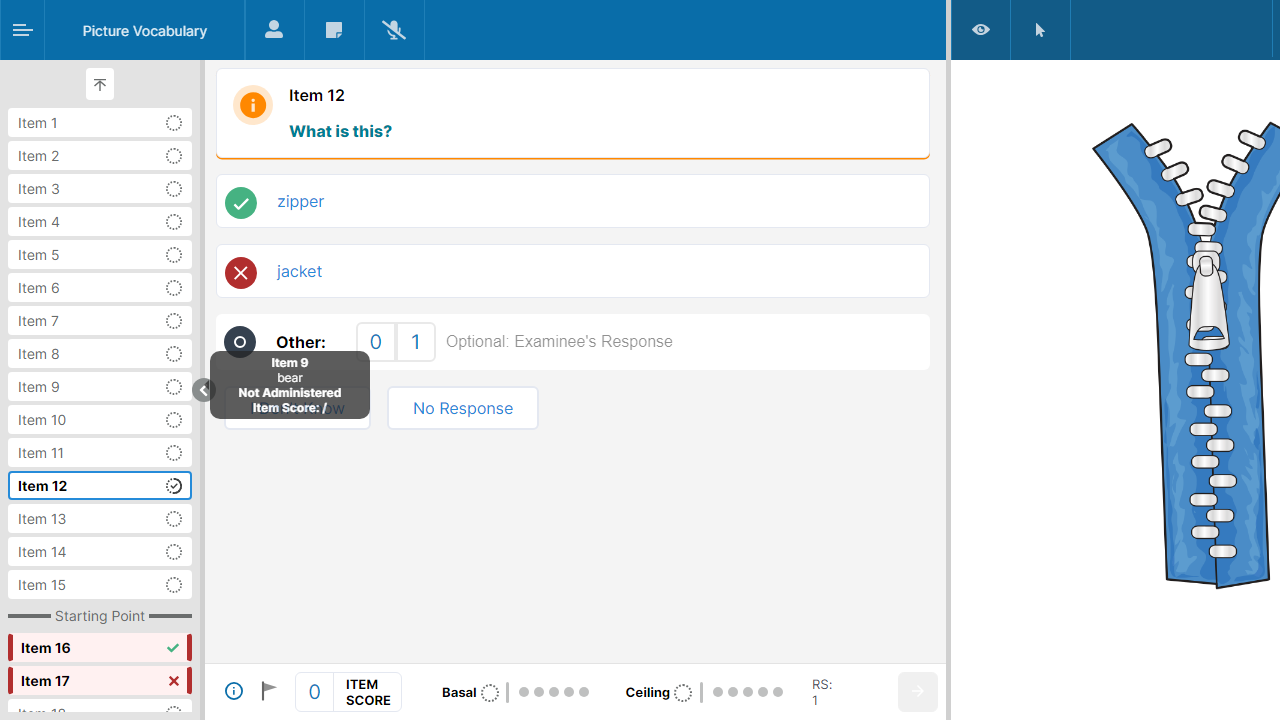 Picture Vocabulary
Item 1
Item 2
Item 3
Item 4
Item 5
Item 6
Item 7
Item 8
Item 9
Item 10
Item 11
Item 12
Item 13
Item 14
Item 15
Starting Point
Item 16
Item 17
Item 18
Item 12
What is this?
zipper
jacket
Other:
0
1
Optional: Examinee's Response
Item 9
bear
Not Administered
Item Score: /
No Response
0
ITEM
SCORE
Basal
Ceiling
RS:
1